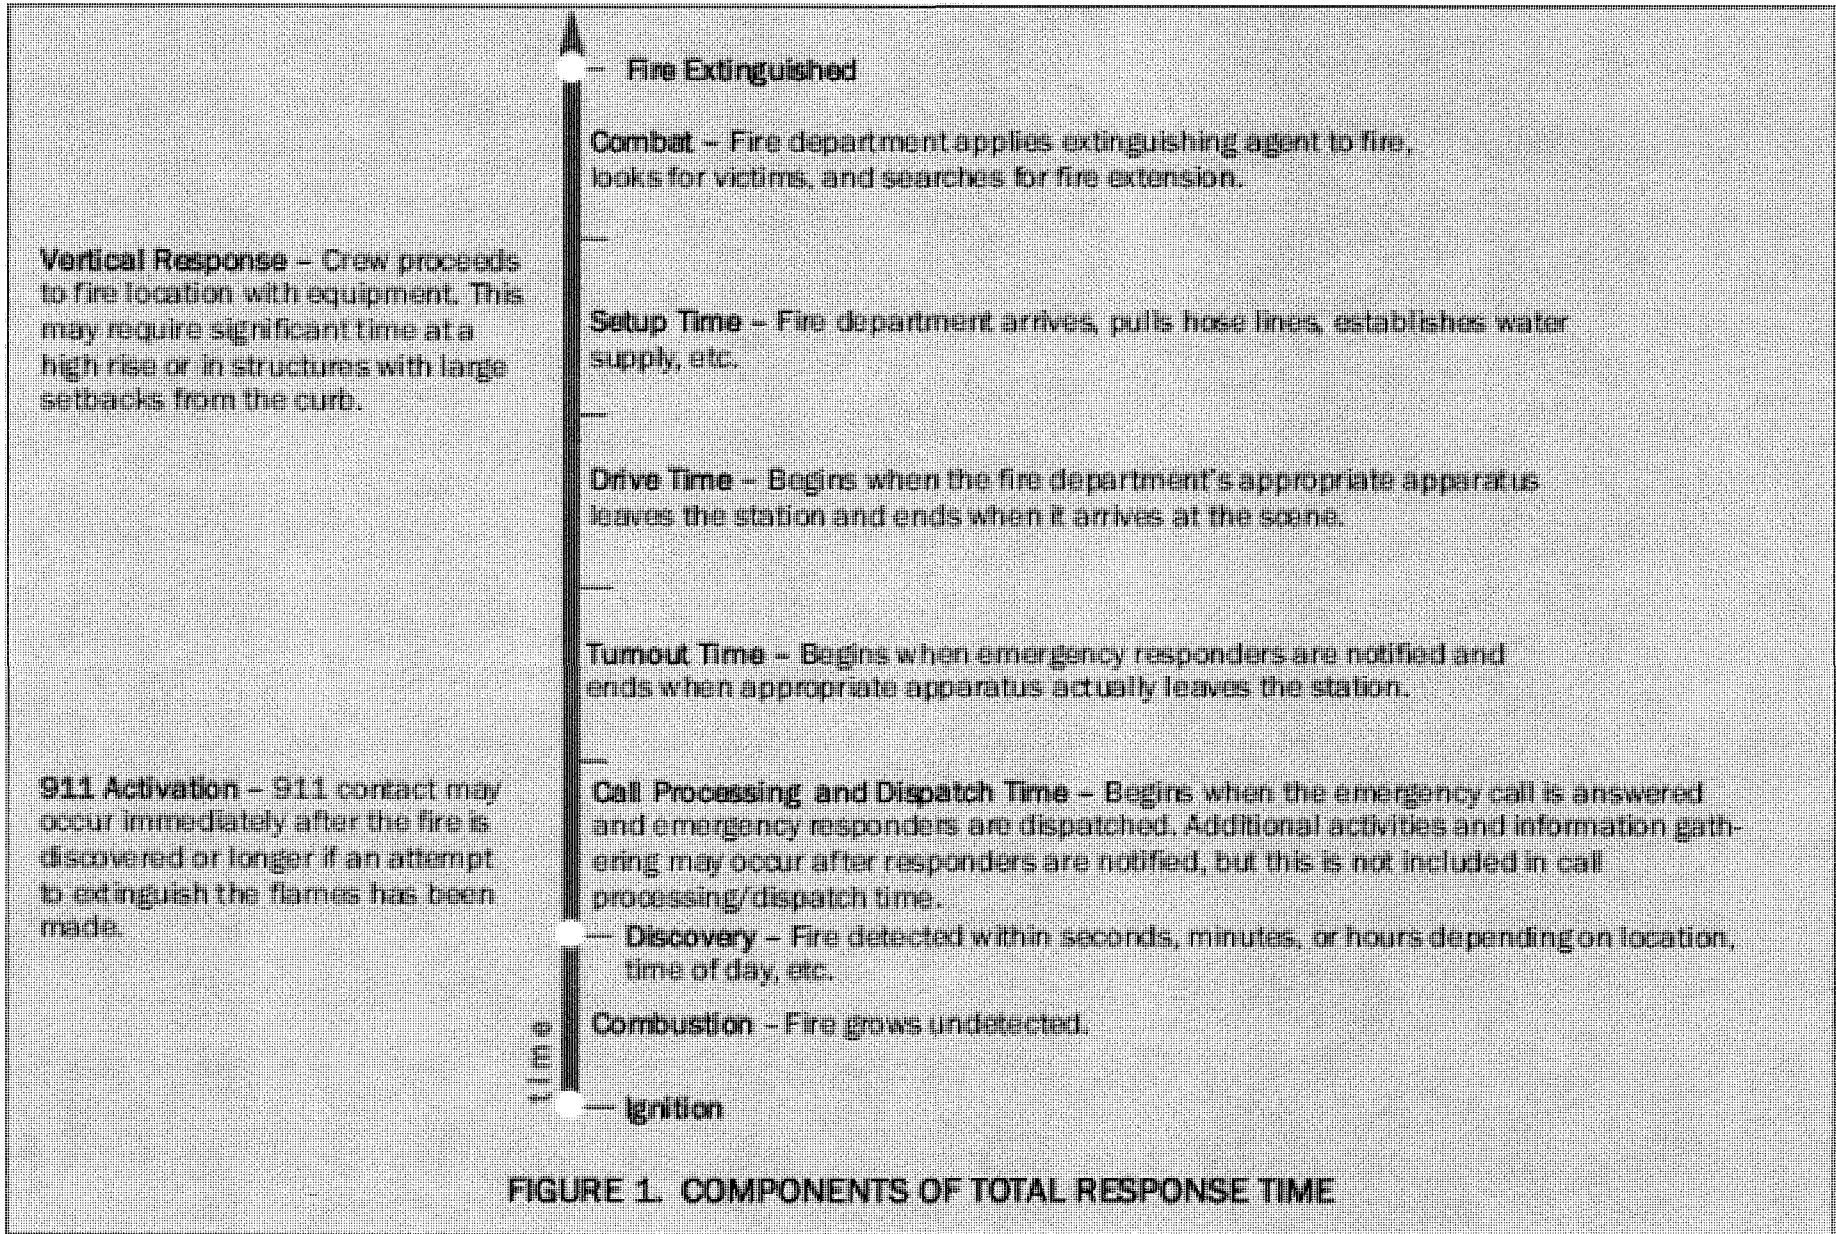 Fire Extinguished
Combat – Fire department applies extinguishing agent to fire,
looks for victims, and searches for fire extension.
Vertical Response – Crew proceeds
to fire location with equipment. This
may require significant time at a
high rise or in structures with large
setbacks from the curb.
Setup Time – Fire department arrives, pulls hose lines, establishes water
supply, etc.
Drive Time – Begins when the fire department's appropriate apparatus
leaves the station and ends when it arrives at the scene.
Turnout Time – Begins when emergency responders are notified and
ends when appropriate apparatus actually leaves the station.
911 Activation – 911 contact may
occur immediately after the fire is
discovered or longer if an attempt
to extinguish the flames has been
made.
Call Processing and Dispatch Time – Begins when the emergency call is answered
and emergency responders are dispatched. Additional activities and information gath-
ering may occur after responders are notified, but this is not included in call
processing/dispatch time.
Discovery – Fire detected within seconds, minutes, or hours depending on location,
time of day, etc.
Combustion – Fire grows undetected.
Time
Ignition
FIGURE 1. COMPONENTS OF TOTAL RESPONSE TIME